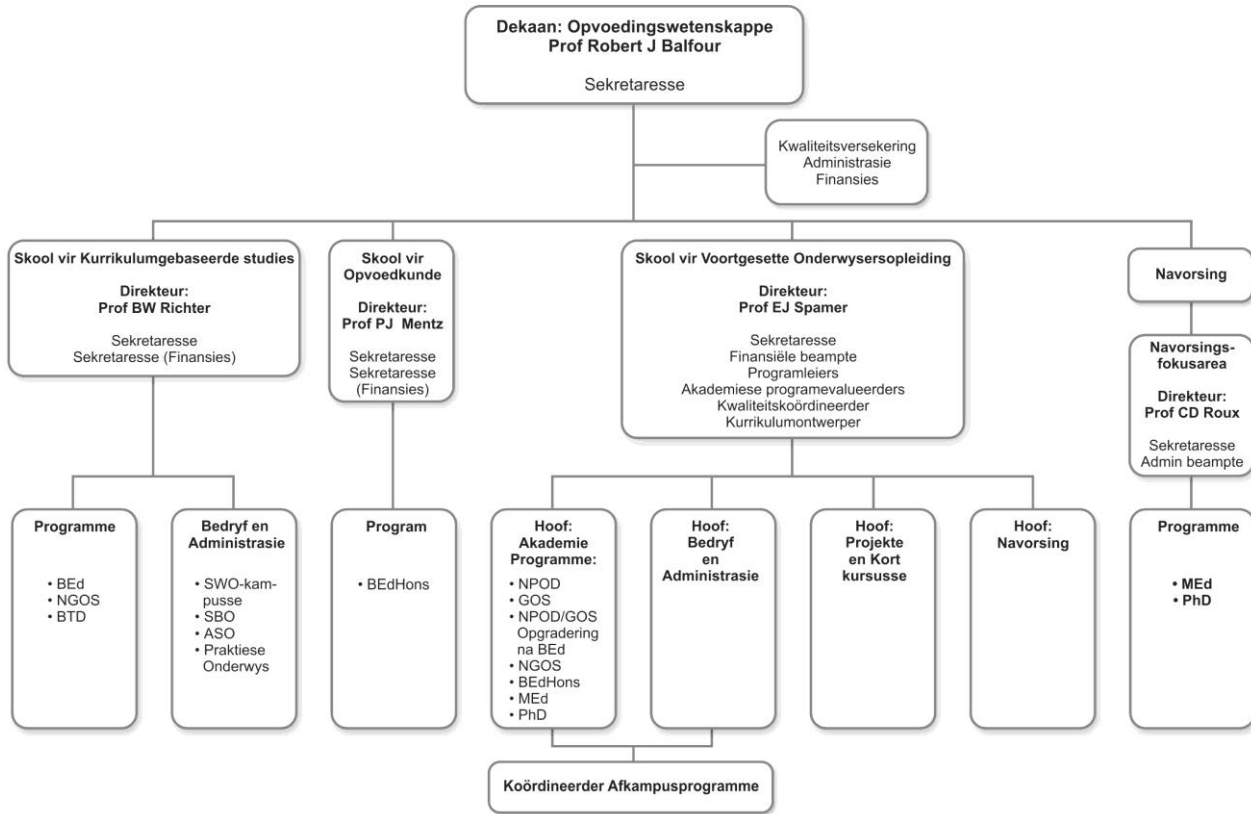 Dekaan: Opvoedingswetenskappe
Prof Robert J Balfour
Sekretaresse
Kwaliteitsversekering
Administrasie
Finansies
Skool vir Kurrikulumgebaseerde studies
Direkteur:
Prof BW Richter
Sekretaresse
Sekretaresse (Finansies)
Skool vir
Opvoedkunde
Direkteur:
Prof PJ Mentz
Sekretaresse
Sekretaresse
(Finansies)
Skool vir Voortgesette Onderwysersopleiding
Direkteur:
Prof EJ Spamer
Sekretaresse
Finansiële beampte
Programleiers
Akademiese programevalueerders
Kwaliteitskoördineerder
Kurrikulumontwerper
Navorsing
Navorsings-
fokusarea
Direkteur:
Prof CD Roux
Sekretaresse
Admin beampte
Programme
• BEd
• NGOS
• BTD
Bedryf en
Administrasie
• SWO-kam-
pusse
• SBO
• ASO
• Praktiese
Onderwys
Program
• BEdHons
Hoof:
Akademie
Programme:
• NPOD
• GOS
• NPOD/GOS
Opgradering
na BEd
• NGOS
• BEdHons
• MEd
• PhD
Hoof:
Bedryf
en
Administrasie
Hoof:
Projekte
en Kort
kursusse
Hoof:
Navorsing
Programme
• MEd
• PhD
Koördineerder Afkampusprogramme